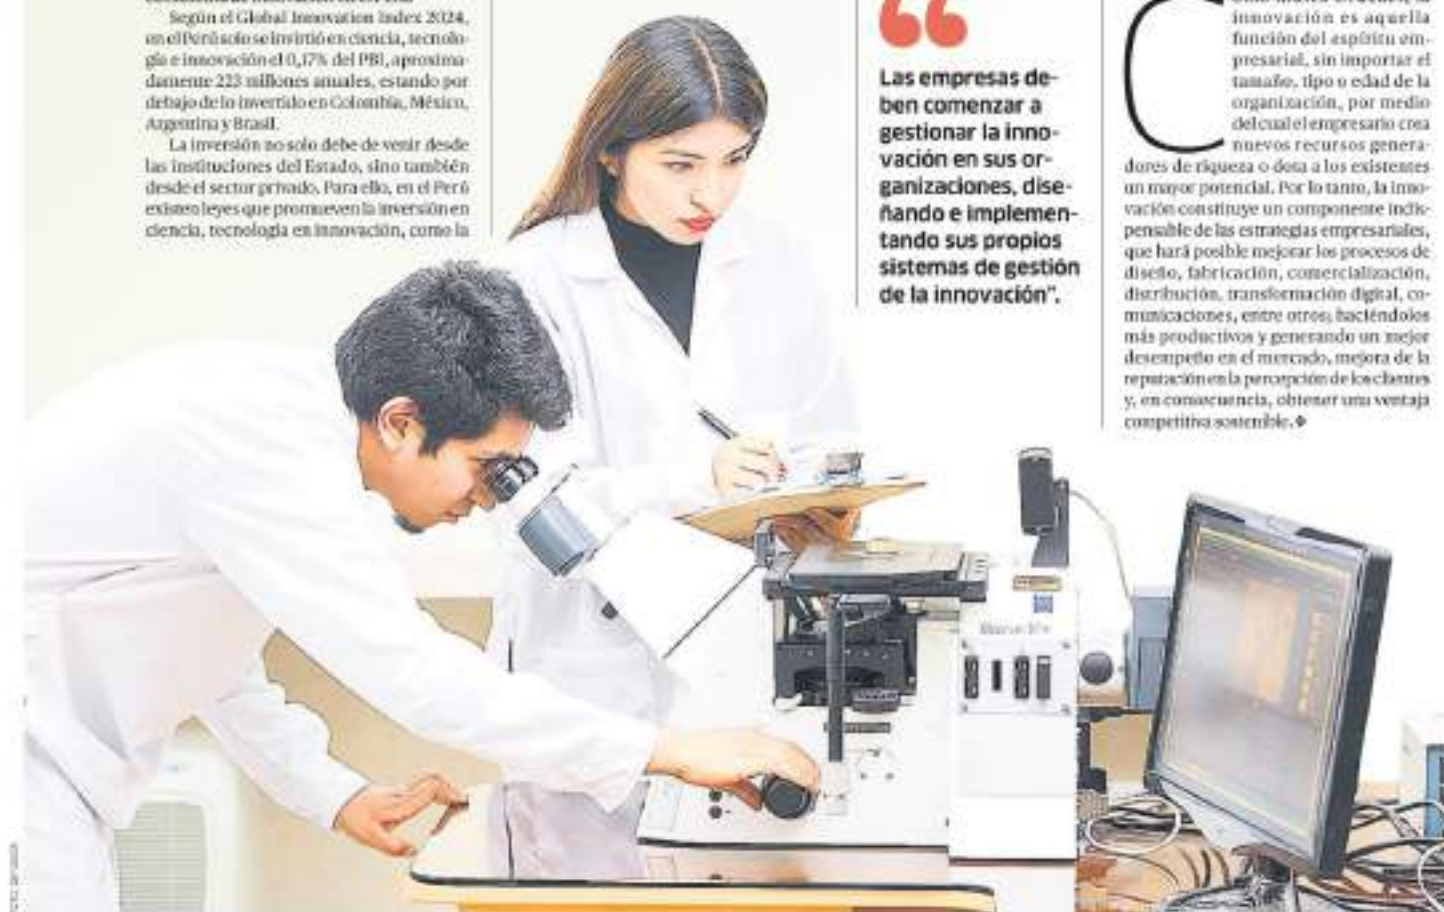 Según el Global Innovation Index 2024,
en el Perú solo se invirtió en ciencia, tecnolo-
gía e innovación el 0,17% del PBI, aproxima-
damente 223 millones anuales, estando por
debajo de lo invertido en Colombia, México,
Argentina y Brasil.
La inversión no solo debe de venir desde
las instituciones del Estado, sino también
desde el sector privado. Para ello, en el Perú
existen leyes que promueven la inversión en
ciencia, tecnología en innovación, como la
Las empresas de-
ben comenzar a
gestionar la inno-
vación en sus or-
ganizaciones, dise-
ñando e implemen-
tando sus propios
sistemas de gestión
de la innovación”.
C
innovación es aquella
función del espíritu em-
presarial, sin importar el
tamaño, tipo o edad de la
organización, por medio
del cual el empresario crea
nuevos recursos genera-
dores de riqueza o dota a los existentes
un mayor potencial. Por lo tanto, la inno-
vación constituye un componente indis-
pensable de las estrategias empresariales,
que hará posible mejorar los procesos de
diseño, fabricación, comercialización,
distribución, transformación digital, co-
municaciones, entre otros; haciéndolos
más productivos y generando un mejor
desempeño en el mercado, mejora de la
reputación en la percepción de los clientes
y, en consecuencia, obtener una ventaja
competitiva sostenible.